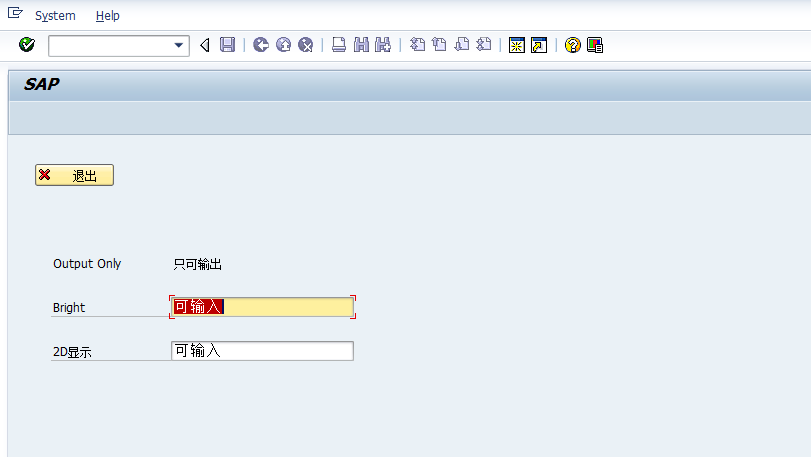 System Help
SAP
退出
Output Only 只可输出
Bright 可输入
2D显示 可输入